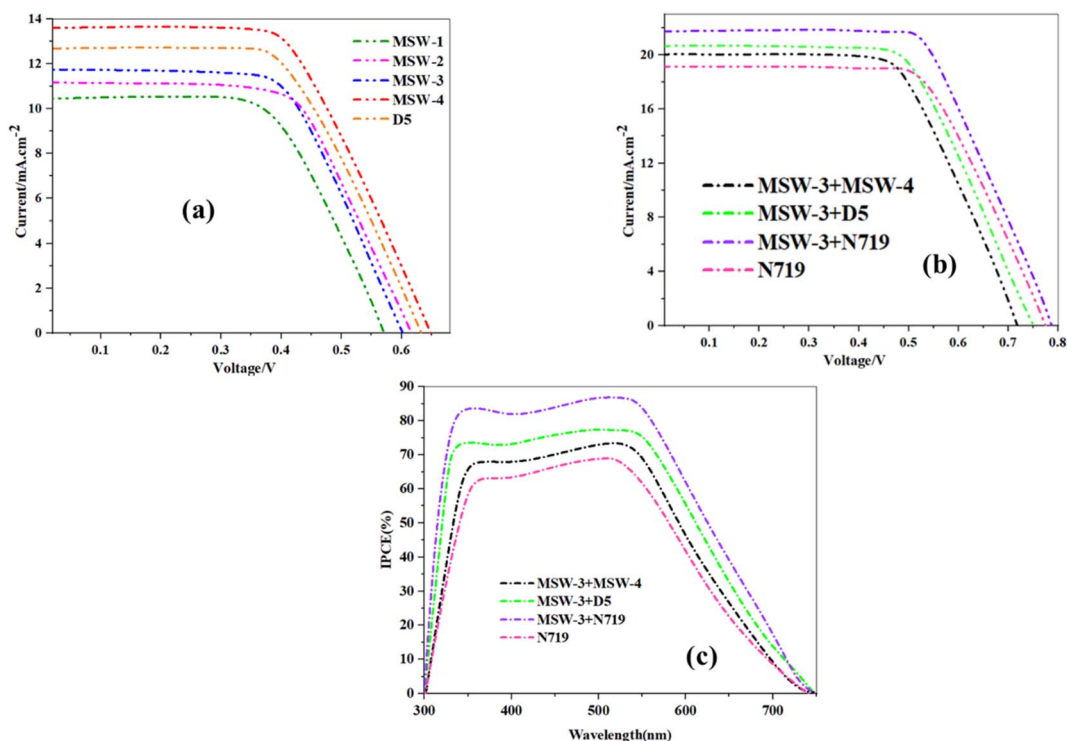 14
12
10
8
6
4
2
0
Current/mA.cm-2
0.1 0.2 0.3 0.4 0.5 0.6
Voltage/V
MSW-1
MSW-2
MSW-3
MSW-4
D5
(a)
20
16
12
8
4
0
Current/mA.cm-2
0.1 0.2 0.3 0.4 0.5 0.6 0.7 0.8
Voltage/V
MSW-3+MSW-4
MSW-3+D5
MSW-3+N719
N719
(b)
90
80
70
60
50
40
30
20
10
0
IPCE(%)
300 400 500 600 700
Wavelength(nm)
MSW-3+MSW-4
MSW-3+D5
MSW-3+N719
N719
(c)